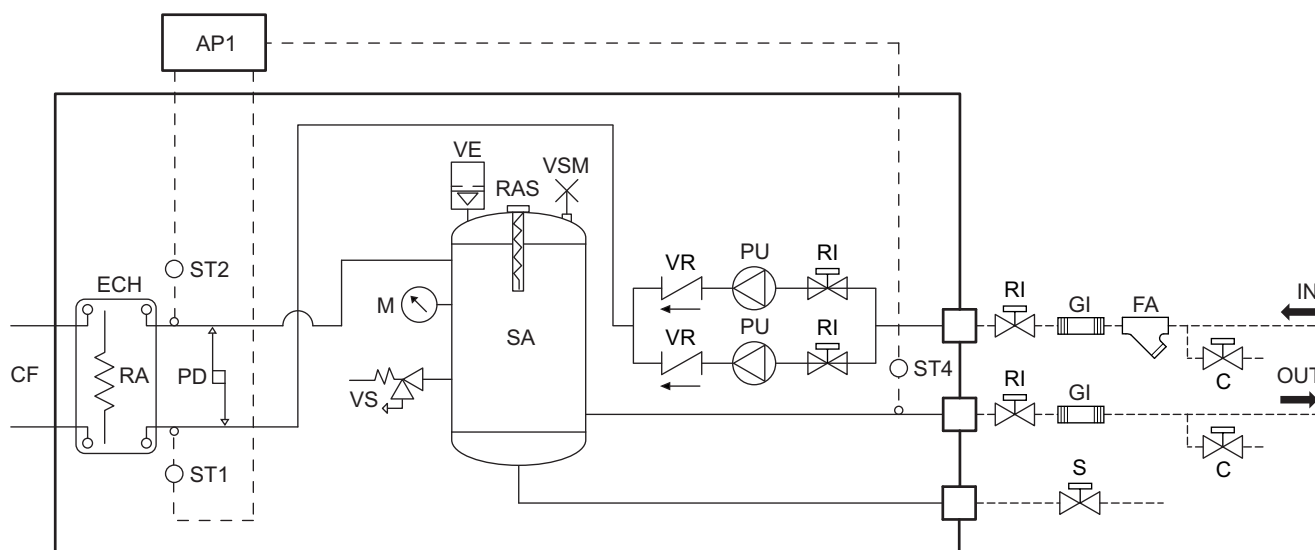 AP1
VE
VSM
RAS
ST2
ECH
VR
PU
RI
RI
GI
FA
IN
M
SA
VR
PU
RI
CF
RA
PD
ST4
C
OUT
VS
RI
GI
ST1
C
S